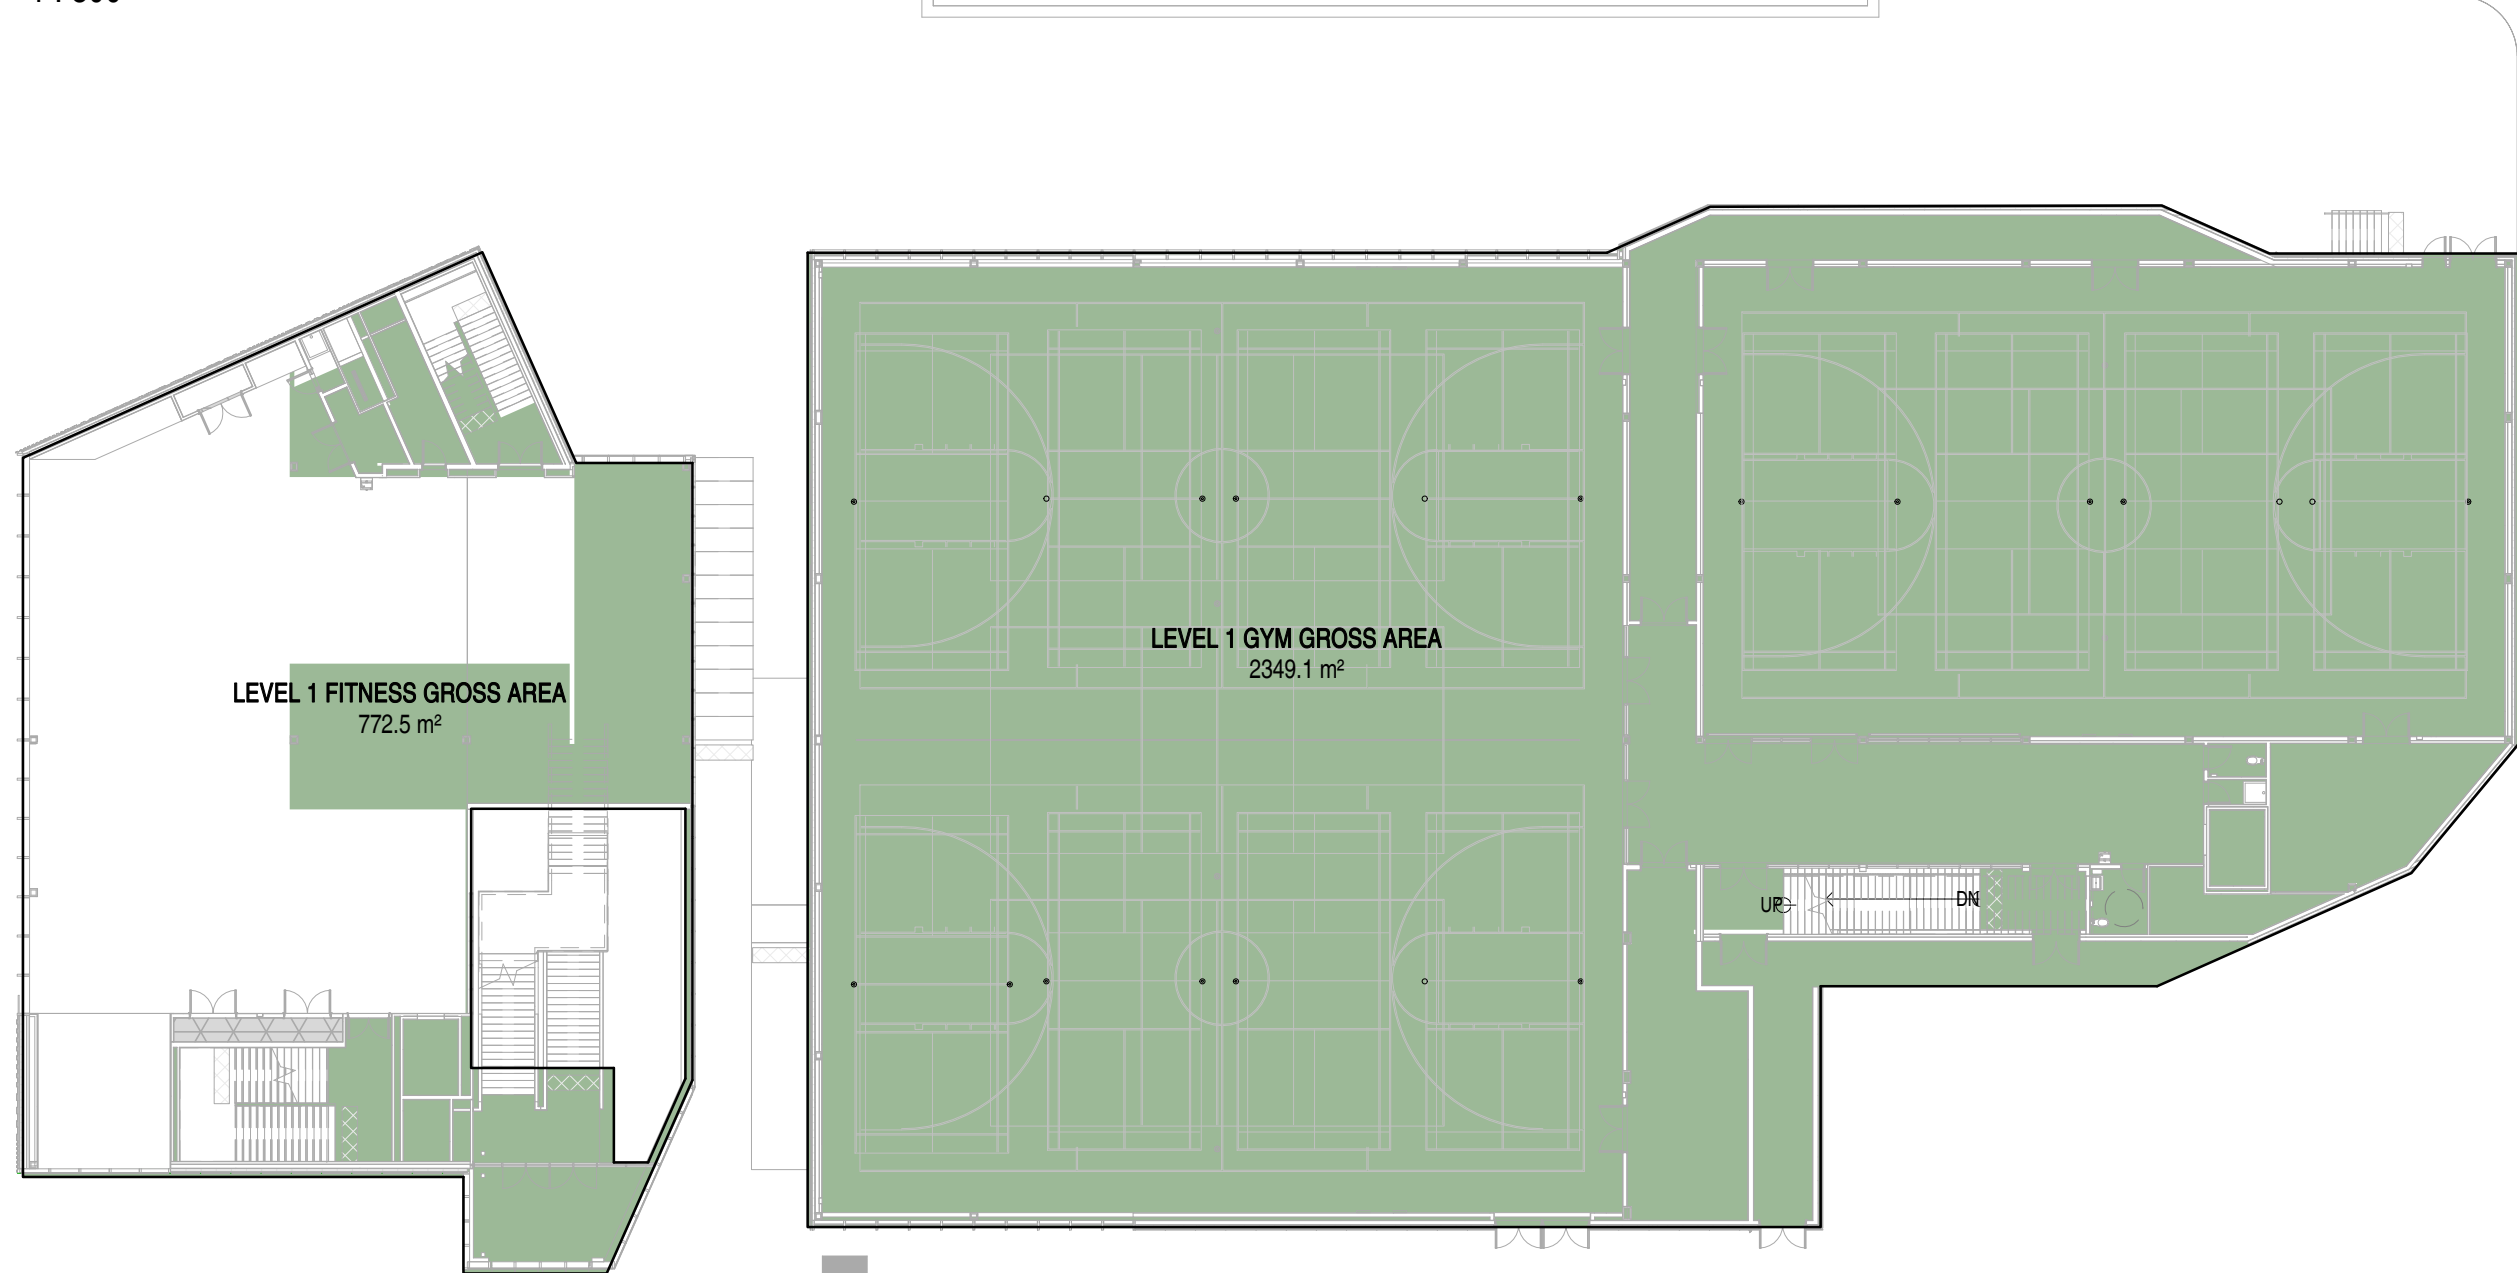 LEVEL 1 GYM GROSS AREA
2349.1 m²
LEVEL 1 FITNESS GROSS AREA
772.5 m²
UP
DN